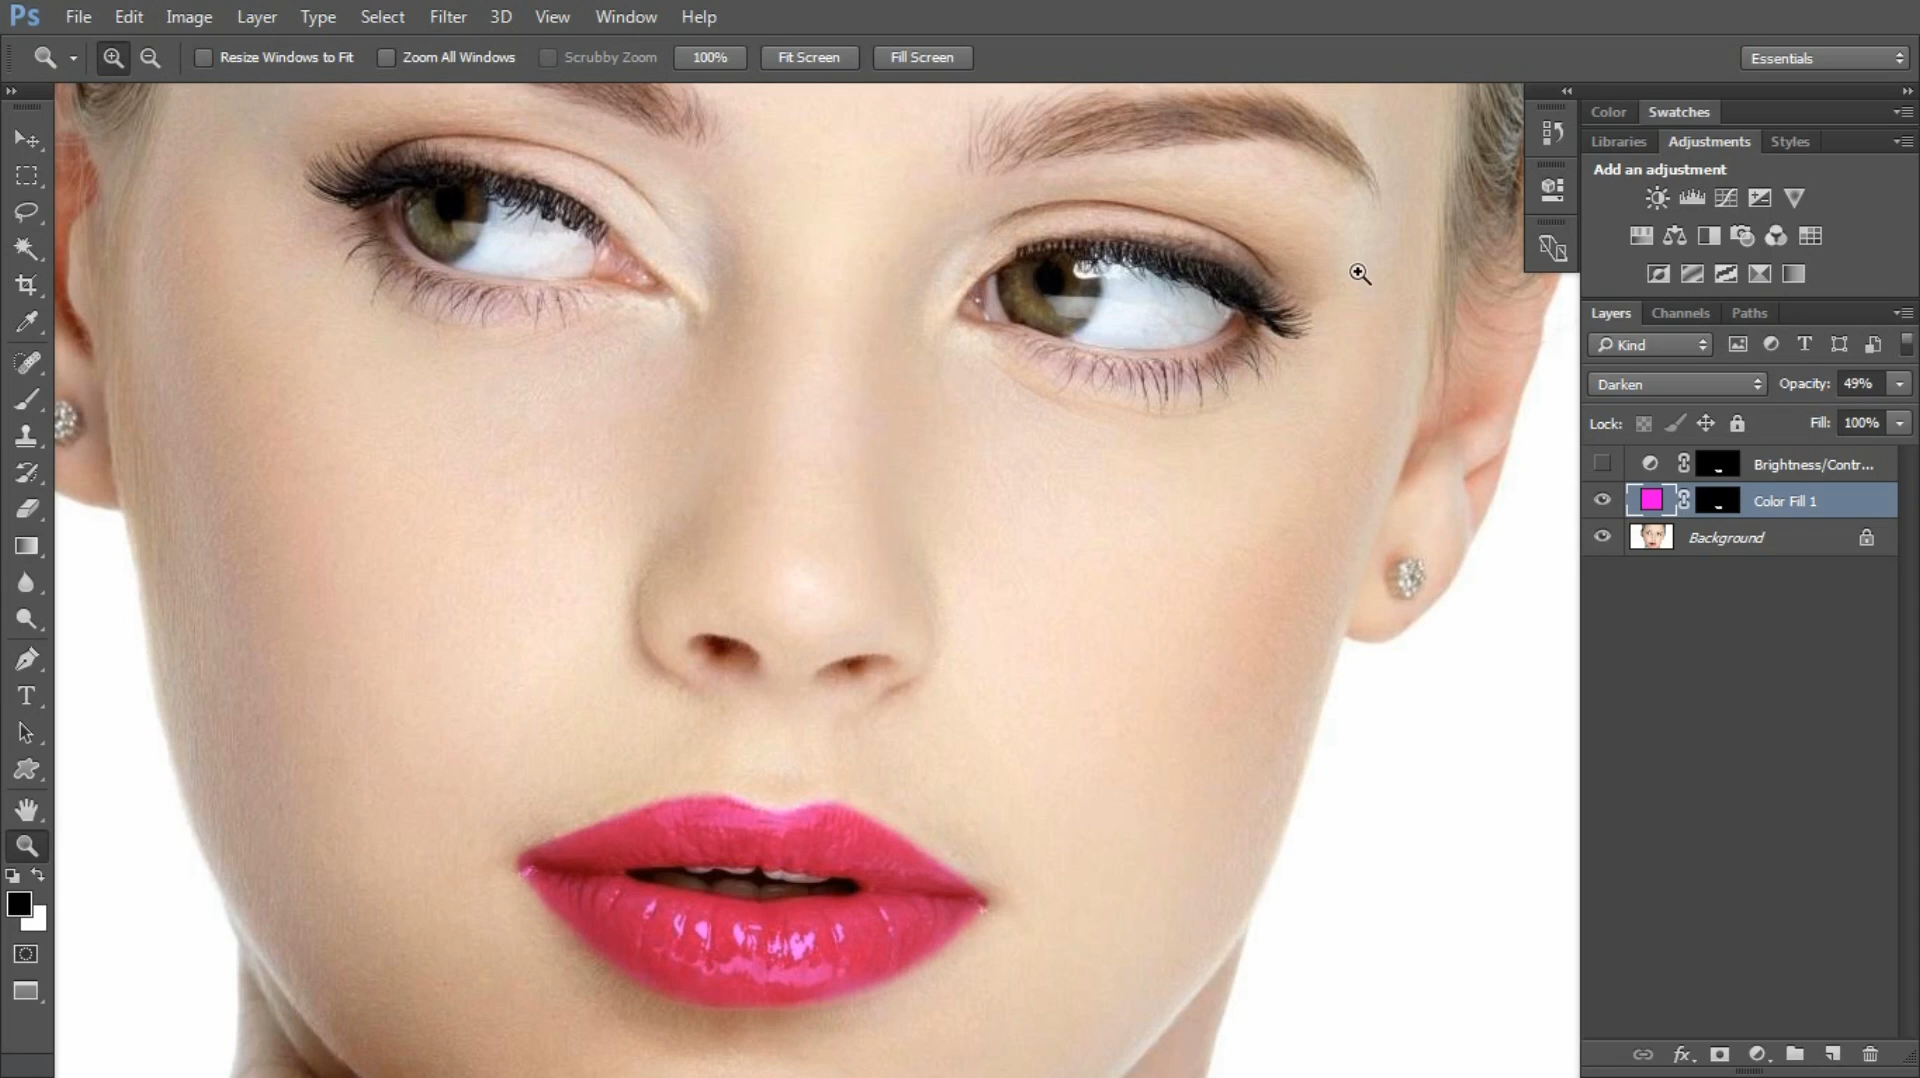 Ps File Edit Image Layer Type Select Filter 3D View Window Help
Resize Windows to Fit Zoom All Windows Scrubby Zoom 100% Fit Screen Fill Screen Essentials
Color Swatches
Libraries Adjustments Styles
Add an adjustment
Layers Channels Paths
Kind T
Darken Opacity: 49%
Lock: Fill: 100%
Brightness/Contr...
Color Fill 1
Background
T
fx